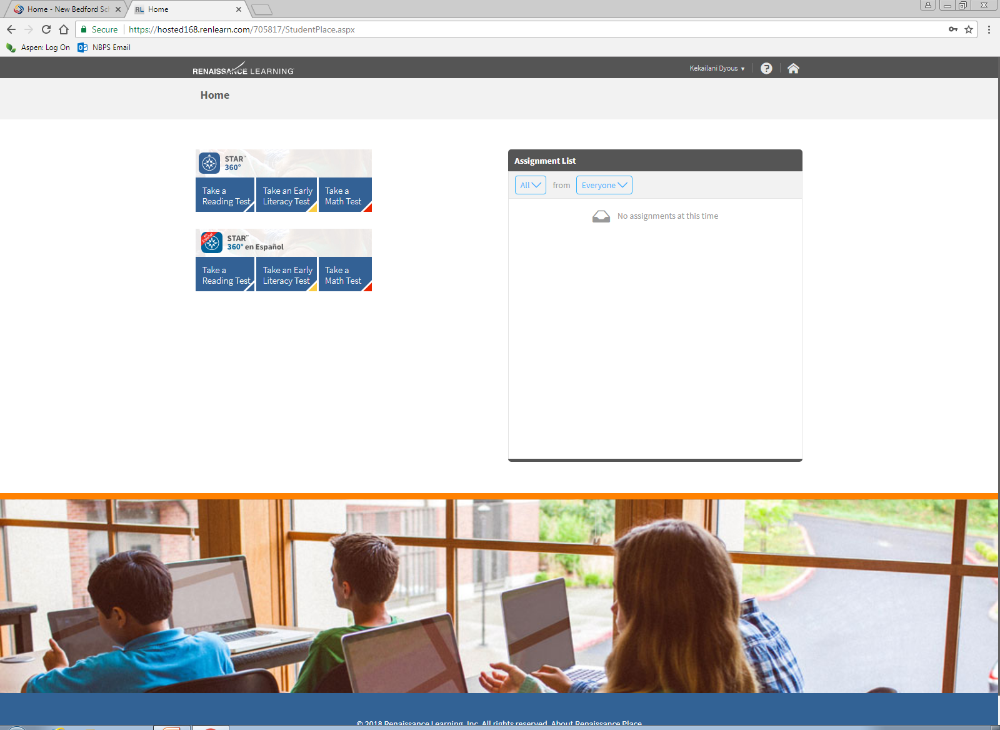 Home - New Bedford Sc
RL Home
Secure https://hosted168.renlearn.com/705817/StudentPlace.aspx
Aspen: Log On NBPS Email
RENAISSANCE LEARNING
Kekailani Dyous
Home
STAR™
360°
Take a
Reading Test
Take an Early
Literacy Test
Take a
Math Test
en Español
STAR™
360° en Español
Take a
Reading Test
Take an Early
Literacy Test
Take a
Math Test
Assignment List
All from Everyone
No assignments at this time
© 2018 Renaissance Learning, Inc. All rights reserved. About Renaissance Place